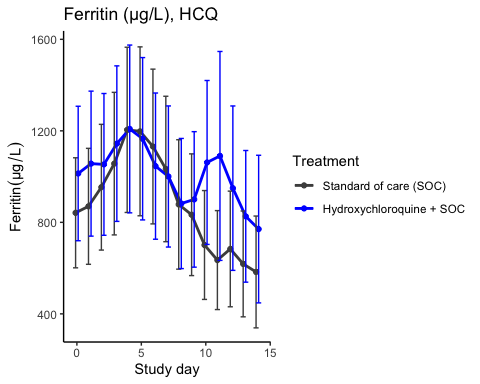 Ferritin (µg/L), HCQ
1600
1200
800
400
Ferritin(µg/L)
0
5
10
15
Study day
Treatment
Standard of care (SOC)
Hydroxychloroquine + SOC